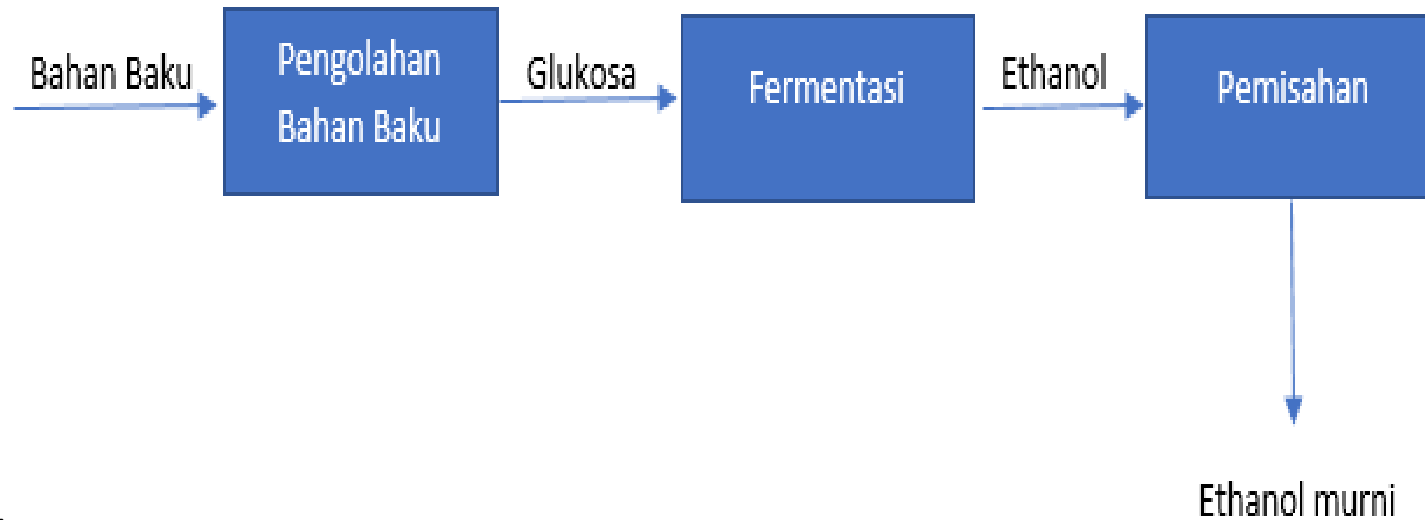 Bahan Baku
Pengolahan
Bahan Baku
Glukosa
Fermentasi
Ethanol
Pemisahan
Ethanol murni